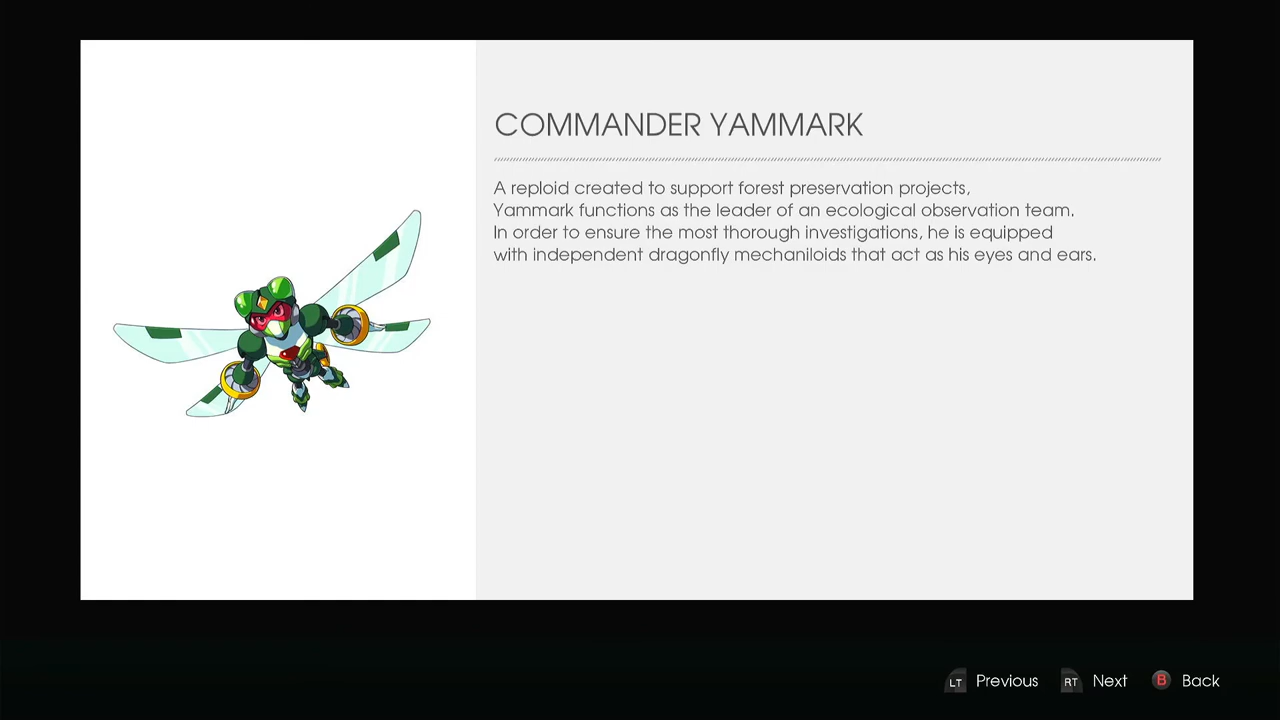 COMMANDER YAMMARK
A reploid created to support forest preservation projects,
Yammark functions as the leader of an ecological observation team.
In order to ensure the most thorough investigations, he is equipped
with independent dragonfly mechaniloids that act as his eyes and ears.
LT Previous RT Next B Back